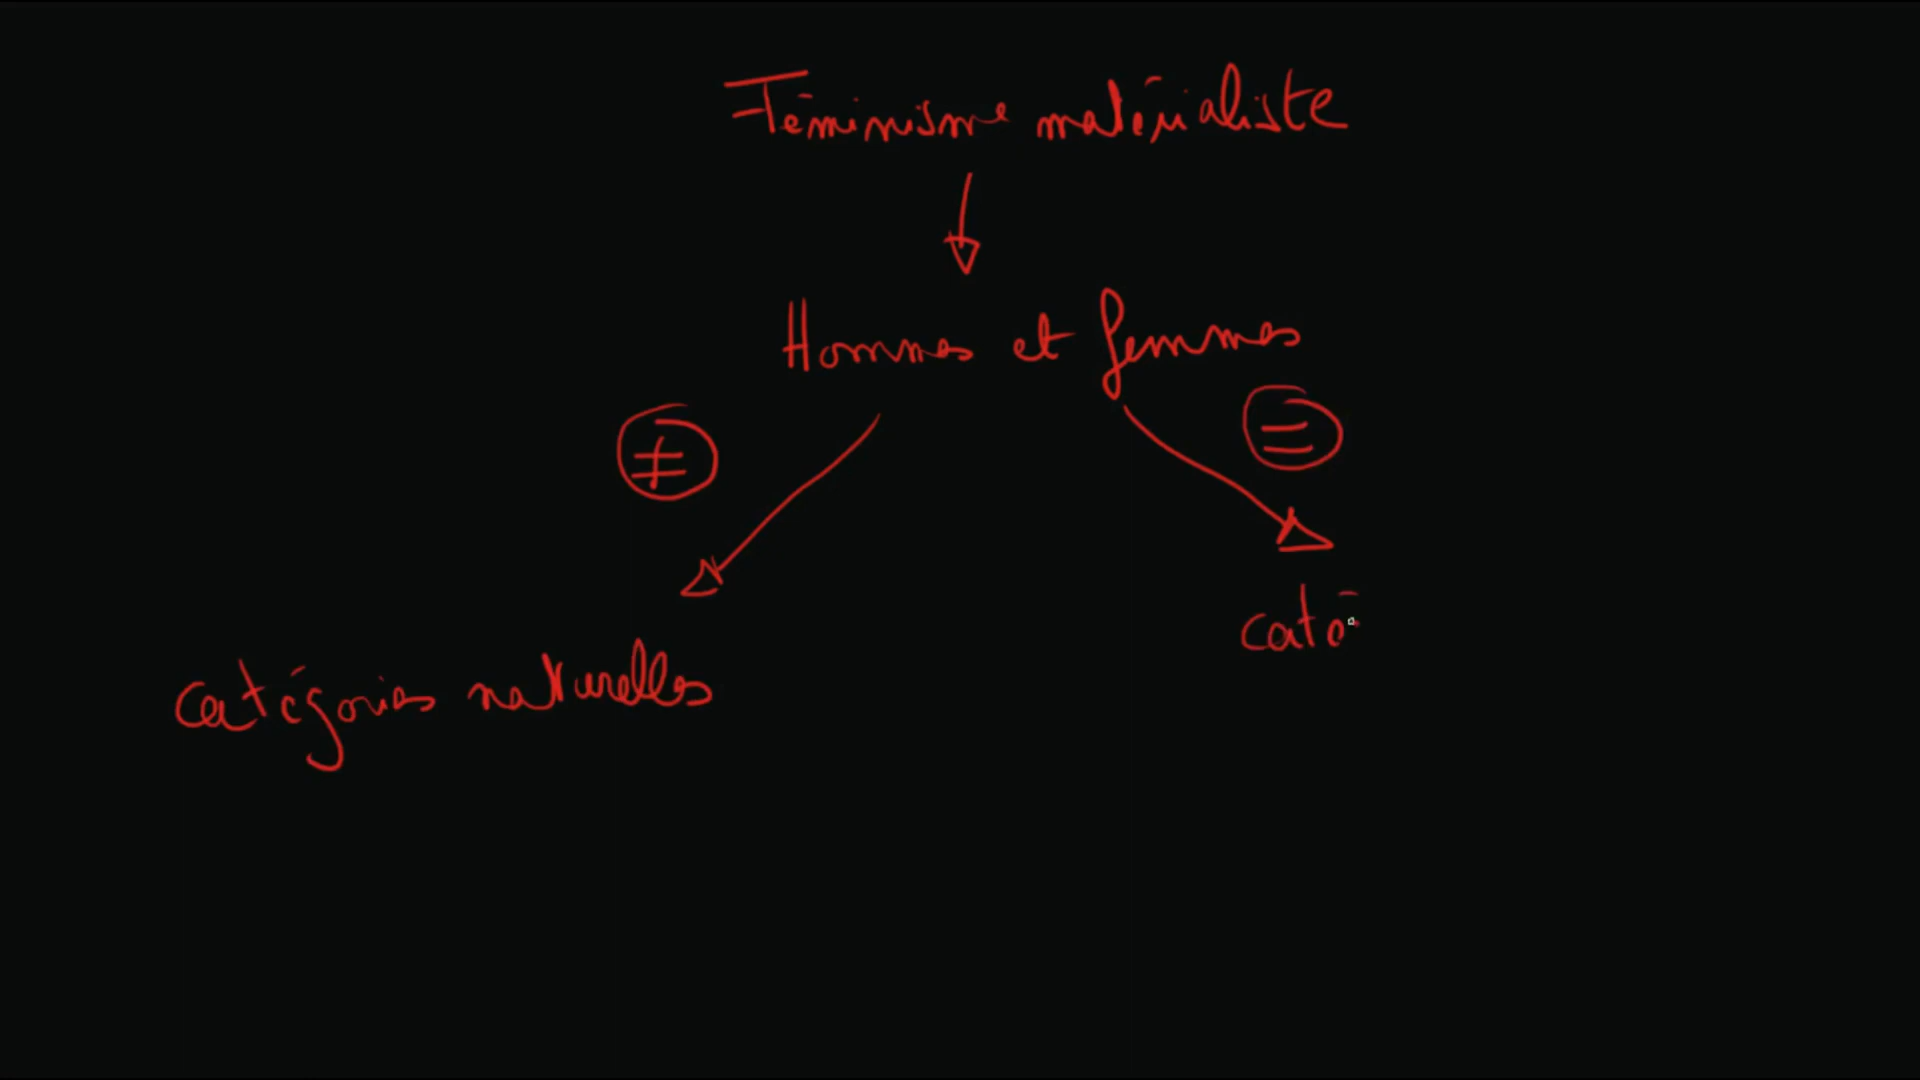 Féminisme matérialiste
Hommes et femmes
≠
=
caté
catégories naturelles